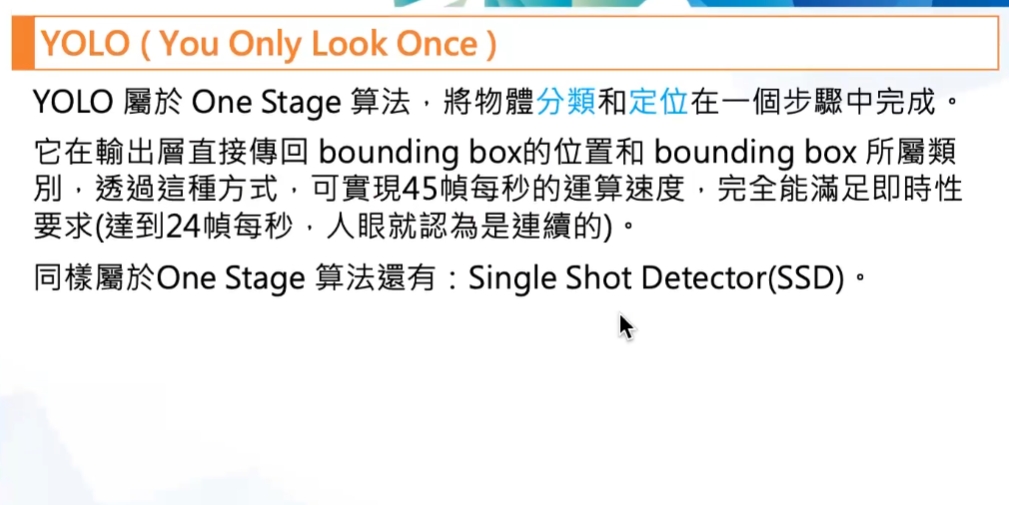 YOLO ( You Only Look Once )
YOLO 屬於 One Stage 算法，將物體分類和定位在一個步驟中完成。
它在輸出層直接傳回 bounding box的位置和 bounding box 所屬類
別，透過這種方式，可實現45幀每秒的運算速度，完全能滿足即時性
要求(達到24幀每秒，人眼就認為是連續的)。
同樣屬於One Stage 算法還有：Single Shot Detector(SSD)。